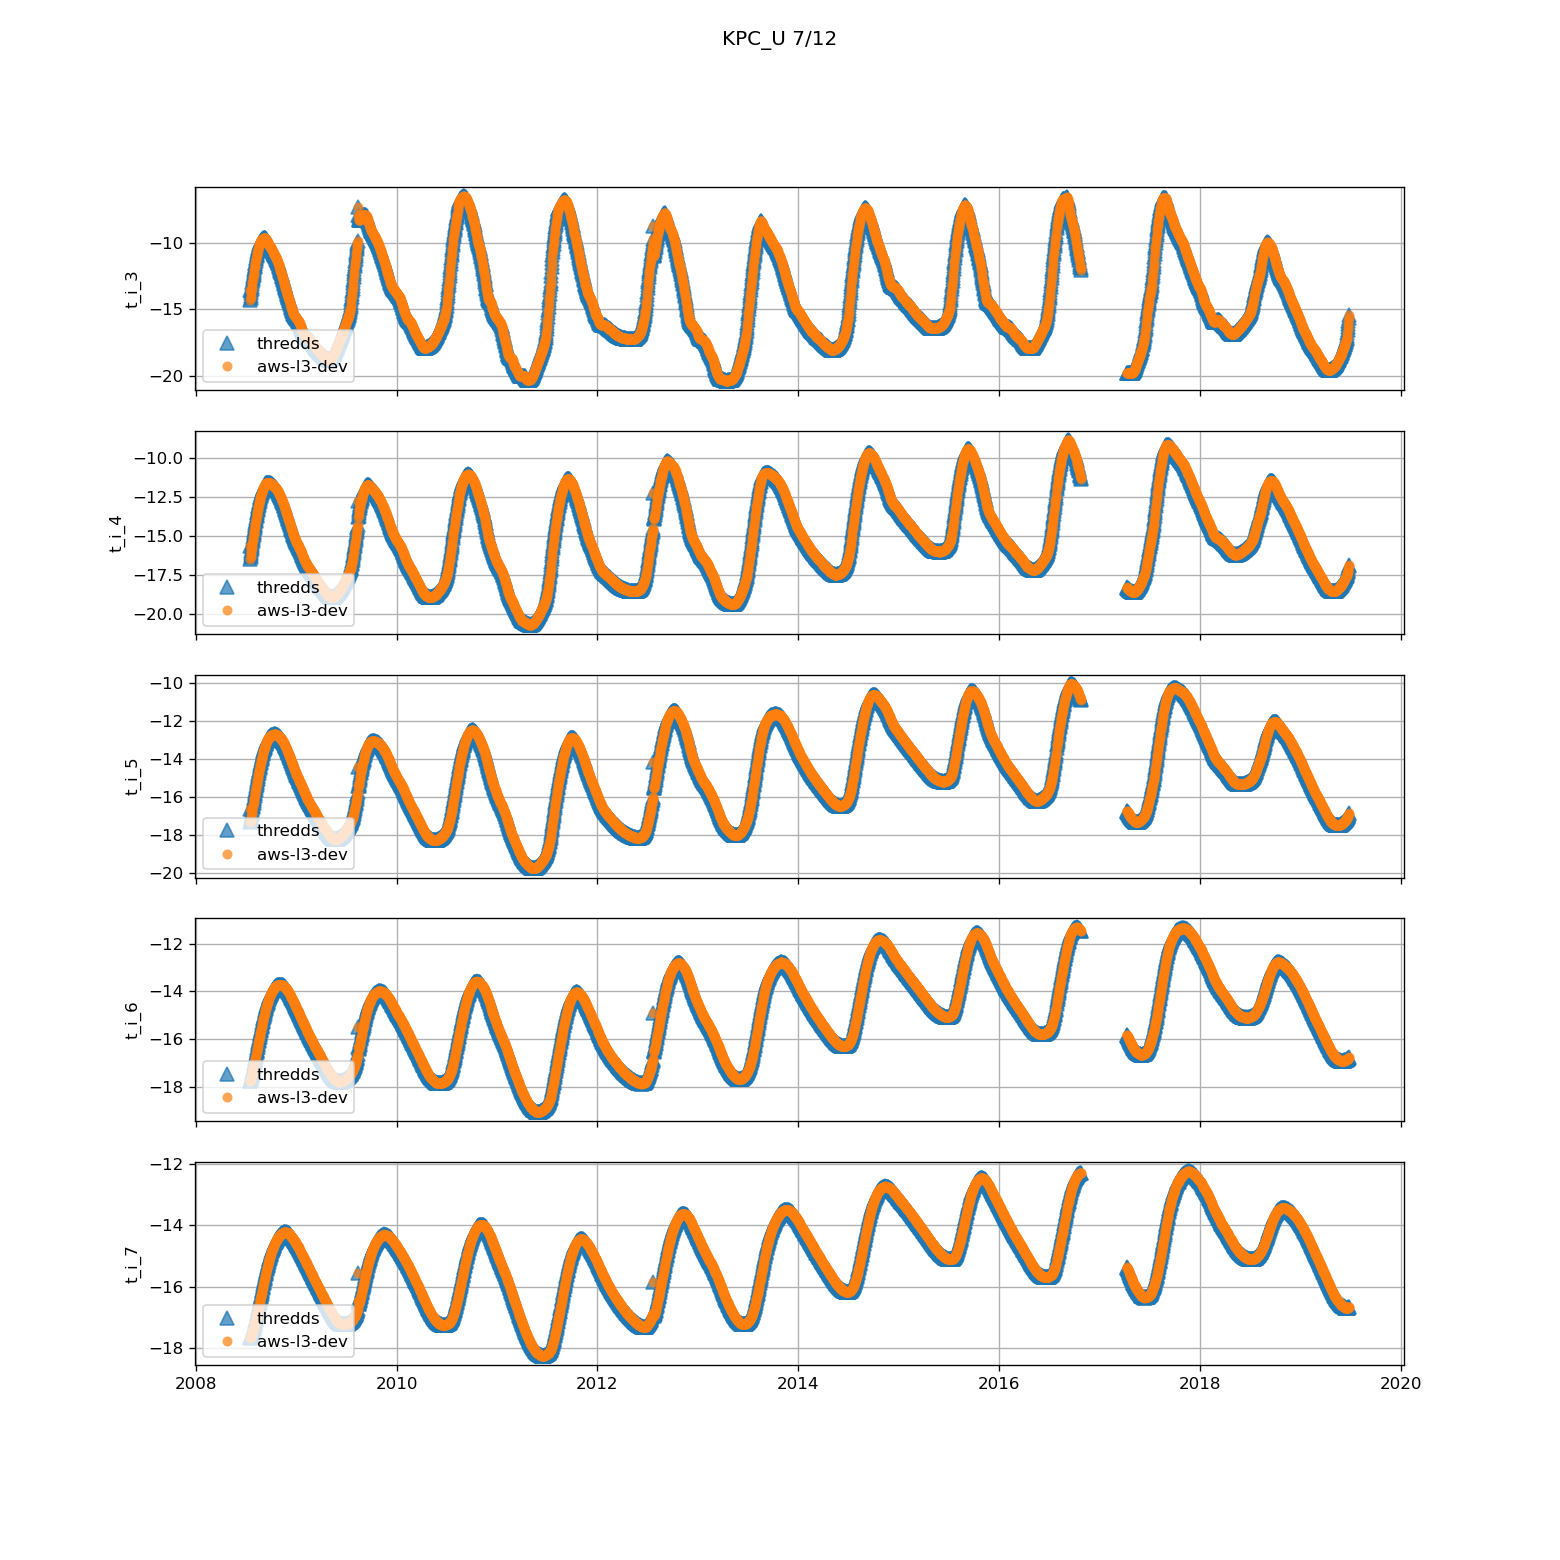 KPC_U 7/12
−10
−15
−20
t_i_3
thredds
aws-l3-dev
−10.0
−12.5
−15.0
−17.5
−20.0
t_i_4
thredds
aws-l3-dev
−10
−12
−14
−16
−18
−20
t_i_5
thredds
aws-l3-dev
−12
−14
−16
−18
t_i_6
thredds
aws-l3-dev
−12
−14
−16
−18
t_i_7
thredds
aws-l3-dev
2008 2010 2012 2014 2016 2018 2020